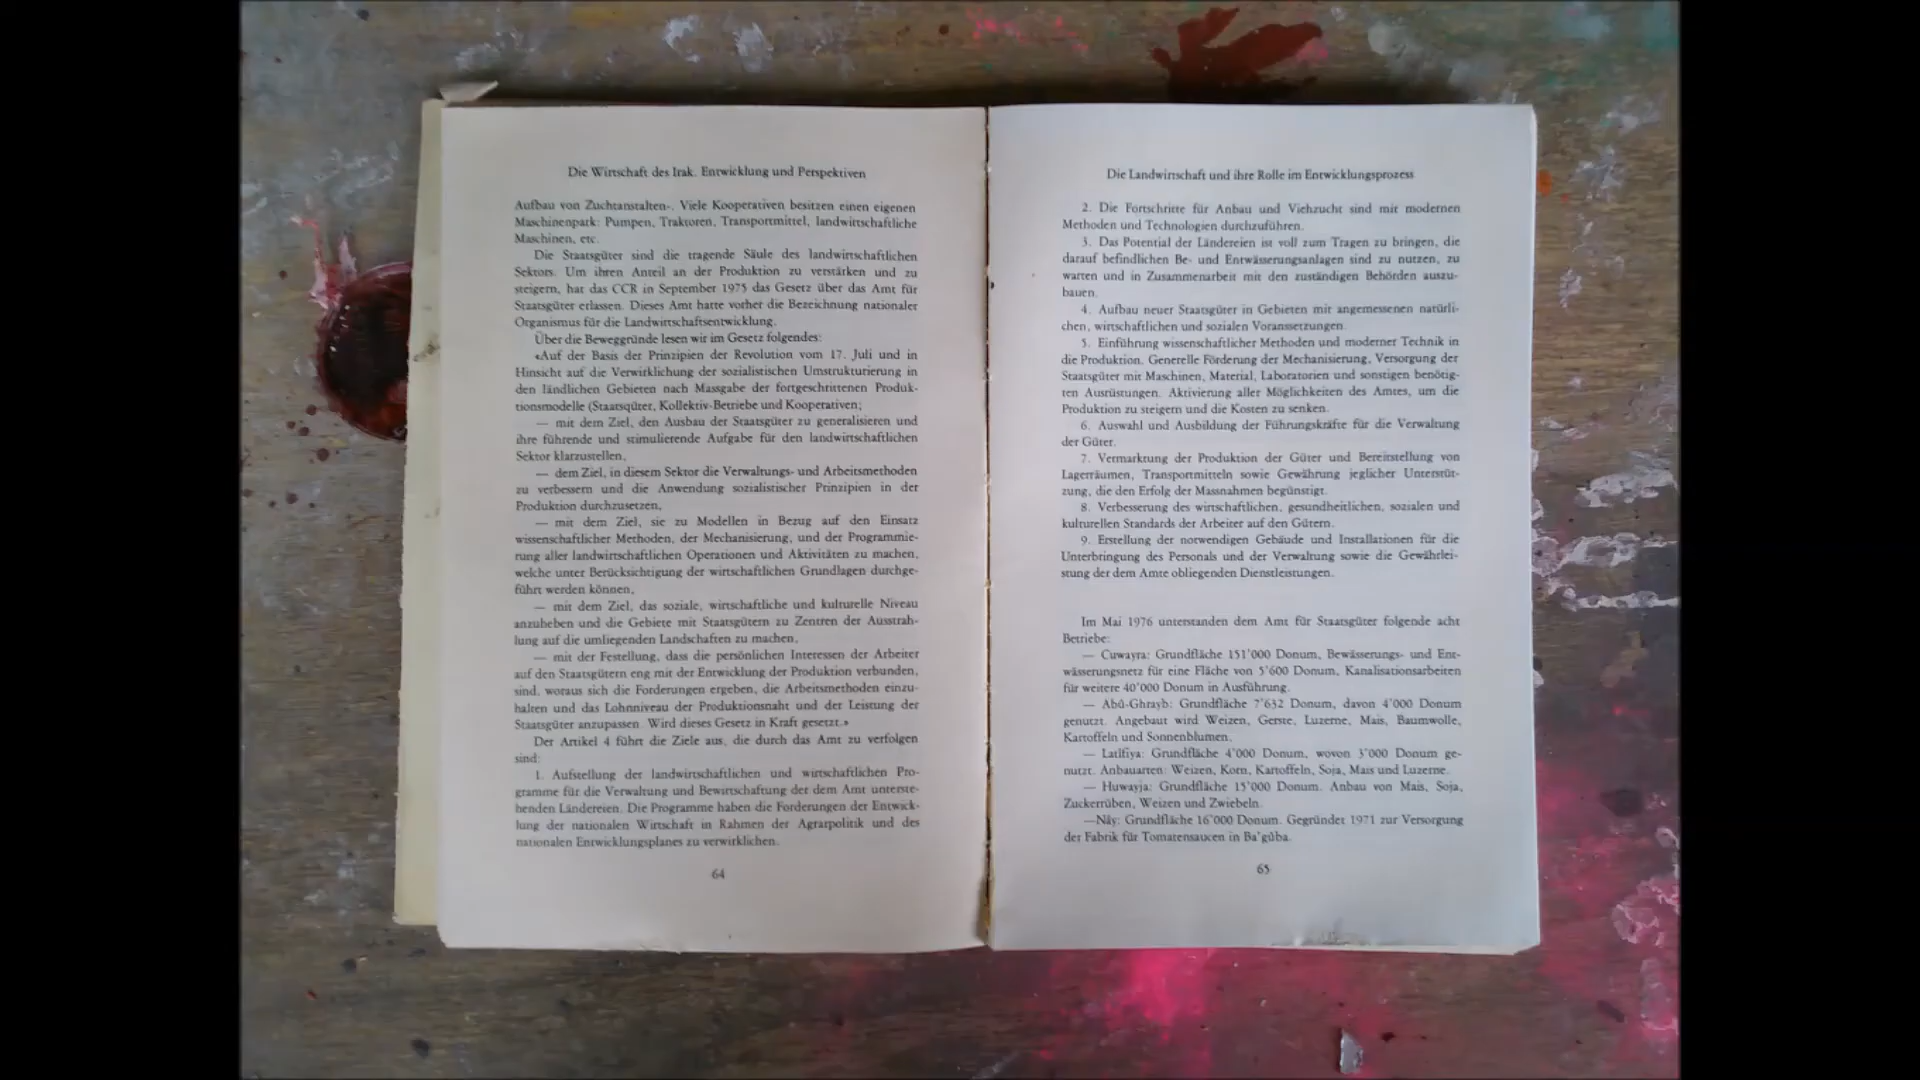 Die Wirtschaft des Irak. Entwicklung und Perspektiven
Aufbau von Zuchtanstalten-. Viele Kooperativen besitzen einen eigenen
Maschinenpark: Pumpen, Traktoren, Transportmittel, landwirtschaftliche
Maschinen, etc.
Die Staatsgüter sind die tragende Säule des landwirtschaftlichen
Sektors. Um ihren Anteil an der Produktion zu verstärken und zu
steigern, hat das CCR in September 1975 das Gesetz über das Amt für
Staatsgüter erlassen. Dieses Amt hatte vorher die Bezeichnung nationaler
Organismus für die Landwirtschaftsentwicklung.
Über die Beweggründe lesen wir im Gesetz folgendes:
«Auf der Basis der Prinzipien der Revolution vom 17. Juli und in
Hinsicht auf die Verwirklichung der sozialistischen Umstrukturierung in
den ländlichen Gebieten nach Massgabe der fortgeschrittenen Produk-
tionsmodelle (Staatsqüter, Kollektiv-Betriebe und Kooperativen;
— mit dem Ziel, den Ausbau der Staatsgüter zu generalisieren und
ihre führende und stimulierende Aufgabe für den landwirtschaftlichen
Sektor klarzustellen,
— dem Ziel, in diesem Sektor die Verwaltungs- und Arbeitsmethoden
zu verbessern und die Anwendung sozialistischer Prinzipien in der
Produktion durchzusetzen,
— mit dem Ziel, sie zu Modellen in Bezug auf den Einsatz
wissenschaftlicher Methoden, der Mechanisierung, und der Programmie-
rung aller landwirtschaftlichen Operationen und Aktivitäten zu machen,
welche unter Berücksichtigung der wirtschaftlichen Grundlagen durchge-
führt werden können,
— mit dem Ziel, das soziale, wirtschaftliche und kulturelle Niveau
anzuheben und die Gebiete mit Staatsgütern zu Zentren der Ausstrah-
lung auf die umliegenden Landschaften zu machen,
— mit der Festellung, dass die persönlichen Interessen der Arbeiter
auf den Staatsgütern eng mit der Entwicklung der Produktion verbunden,
sind, woraus sich die Forderungen ergeben, die Arbeitsmethoden einzu-
halten und das Lohnniveau der Produktionsnaht und der Leistung der
Staatsgüter anzupassen. Wird dieses Gesetz in Kraft gesetzt.»
Der Artikel 4 führt die Ziele aus, die durch das Amt zu verfolgen
sind:
1. Aufstellung der landwirtschaftlichen und wirtschaftlichen Pro-
gramme für die Verwaltung und Bewirtschaftung der dem Amt unterste-
henden Ländereien. Die Programme haben die Forderungen der Entwick-
lung der nationalen Wirtschaft in Rahmen der Agrarpolitik und des
nationalen Entwicklungsplanes zu verwirklichen.
64
Die Landwirtschaft und ihre Rolle im Entwicklungsprozess
2. Die Fortschritte für Anbau und Viehzucht sind mit modernen
Methoden und Technologien durchzuführen.
3. Das Potential der Ländereien ist voll zum Tragen zu bringen, die
darauf befindlichen Be- und Entwässerungsanlagen sind zu nutzen, zu
warten und in Zusammenarbeit mit den zuständigen Behörden auszu-
bauen.
4. Aufbau neuer Staatsgüter in Gebieten mit angemessenen natürli-
chen, wirtschaftlichen und sozialen Voranssetzungen.
5. Einführung wissenschaftlicher Methoden und moderner Technik in
die Produktion. Generelle Förderung der Mechanisierung, Versorgung der
Staatsgüter mit Maschinen, Material, Laboratorien und sonstigen benötig-
ten Ausrüstungen. Aktivierung aller Möglichkeiten des Amtes, um die
Produktion zu steigern und die Kosten zu senken.
6. Auswahl und Ausbildung der Führungskräfte für die Verwaltung
der Güter.
7. Vermarktung der Produktion der Güter und Bereitstellung von
Lagerräumen, Transportmitteln sowie Gewährung jeglicher Unterstüt-
zung, die den Erfolg der Massnahmen begünstigt.
8. Verbesserung des wirtschaftlichen, gesundheitlichen, sozialen und
kulturellen Standards der Arbeiter auf den Gütern.
9. Erstellung der notwendigen Gebäude und Installationen für die
Unterbringung des Personals und der Verwaltung sowie die Gewährlei-
stung der dem Amte obliegenden Dienstleistungen.
Im Mai 1976 unterstanden dem Amt für Staatsgüter folgende acht
Betriebe:
— Cuwayra: Grundfläche 151'000 Donum, Bewässerungs- und Ent-
wässerungsnetz für eine Fläche von 5'600 Donum, Kanalisationsarbeiten
für weitere 40'000 Donum in Ausführung.
— Abû-Ghrayb: Grundfläche 7'632 Donum, davon 4'000 Donum
genutzt. Angebaut wird Weizen, Gerste, Luzerne, Mais, Baumwolle,
Kartoffeln und Sonnenblumen.
— Latîfiya: Grundfläche 4'000 Donum, wovon 3'000 Donum ge-
nutzt. Anbauarten: Weizen, Korn, Kartoffeln, Soja, Mais und Luzerne.
— Huwayja: Grundfläche 15'000 Donum. Anbau von Mais, Soja,
Zuckerrüben, Weizen und Zwiebeln.
—Nây: Grundfläche 16'000 Donum. Gegründet 1971 zur Versorgung
der Fabrik für Tomatensaucen in Ba'qûba.
65